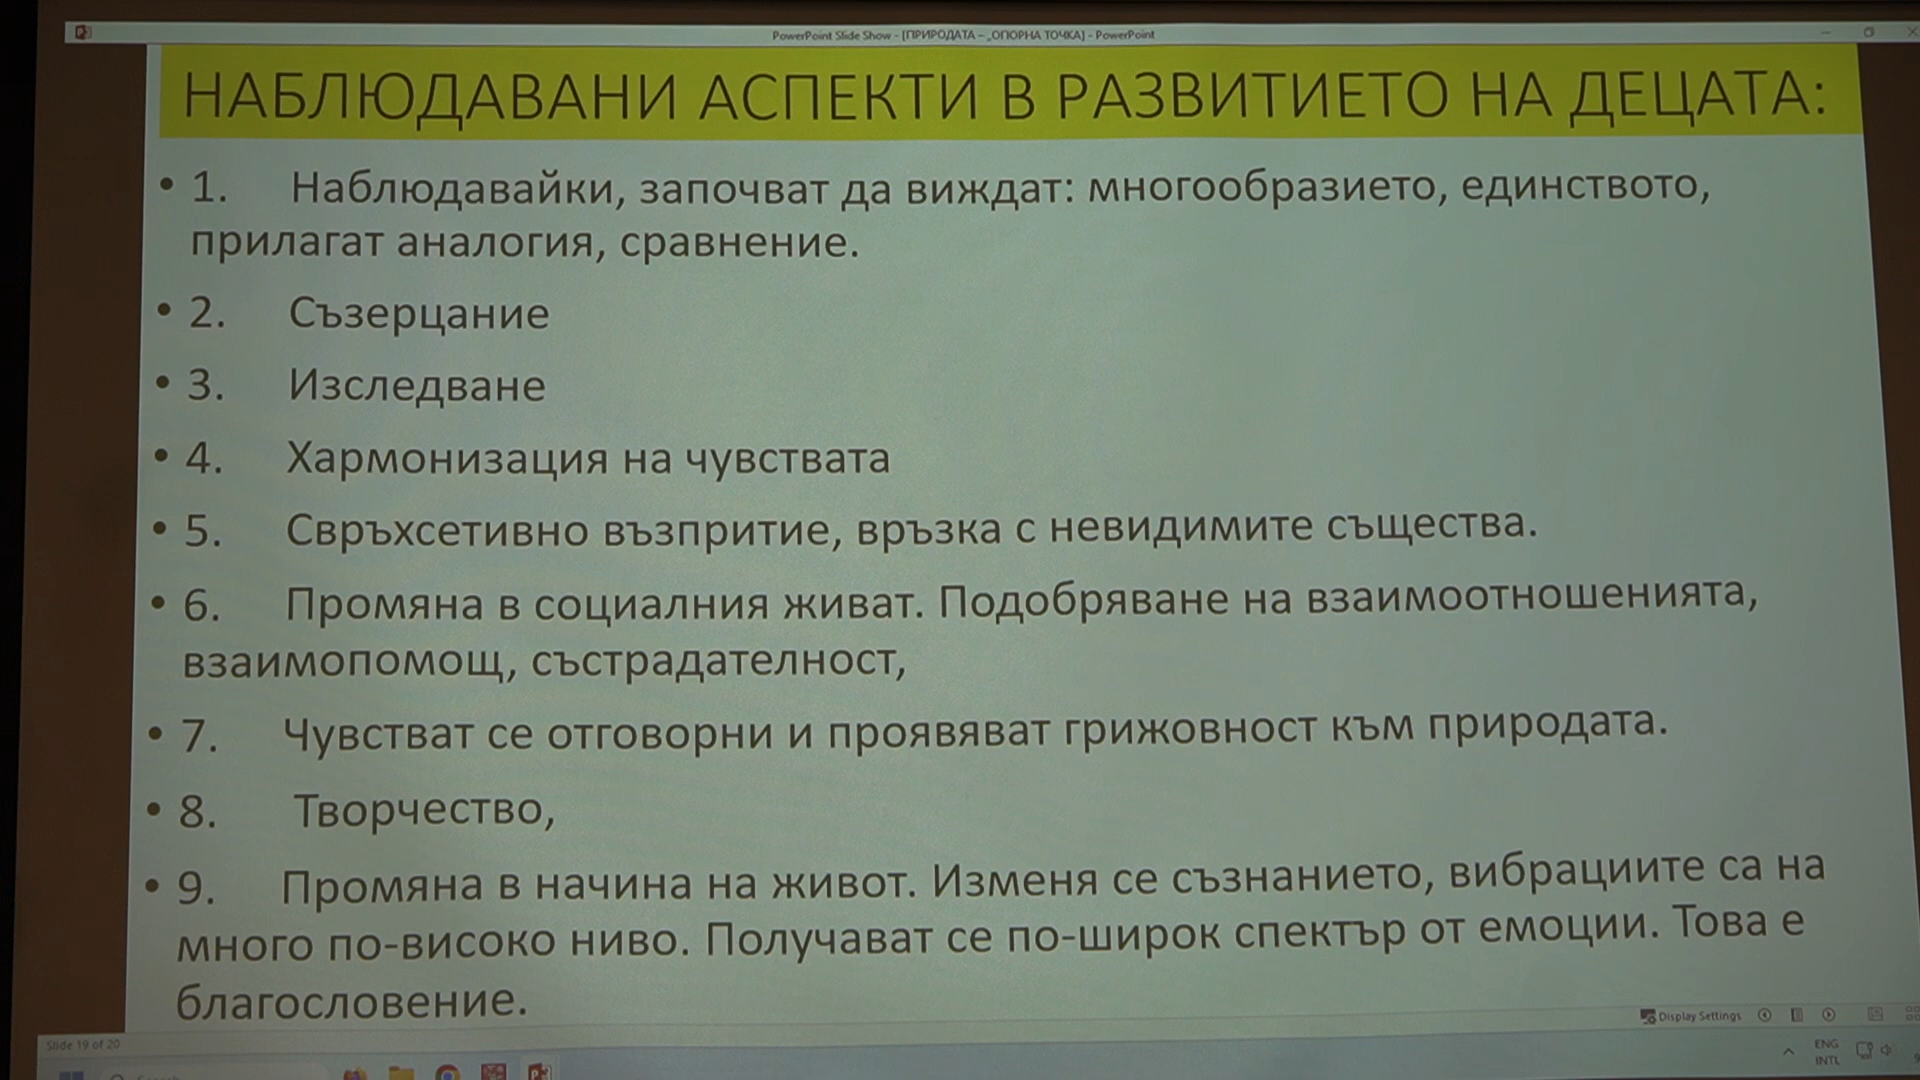 PowerPoint Slide Show - [ПРИРОДАТА – „ОПОРНА ТОЧКА] - PowerPoint
НАБЛЮДАВАНИ АСПЕКТИ В РАЗВИТИЕТО НА ДЕЦАТА:
• 1. Наблюдавайки, започват да виждат: многообразието, единството,
прилагат аналогия, сравнение.
• 2. Съзерцание
• 3. Изследване
• 4. Хармонизация на чувствата
• 5. Свръхсетивно възпритие, връзка с невидимите същества.
• 6. Промяна в социалния живат. Подобряване на взаимоотношенията,
взаимопомощ, състрадателност,
• 7. Чувстват се отговорни и проявяват грижовност към природата.
• 8. Творчество,
• 9. Промяна в начина на живот. Изменя се съзнанието, вибрациите са на
много по-високо ниво. Получават се по-широк спектър от емоции. Това е
благословение.
Display Settings
Slide 19 of 20
ENG
INTL